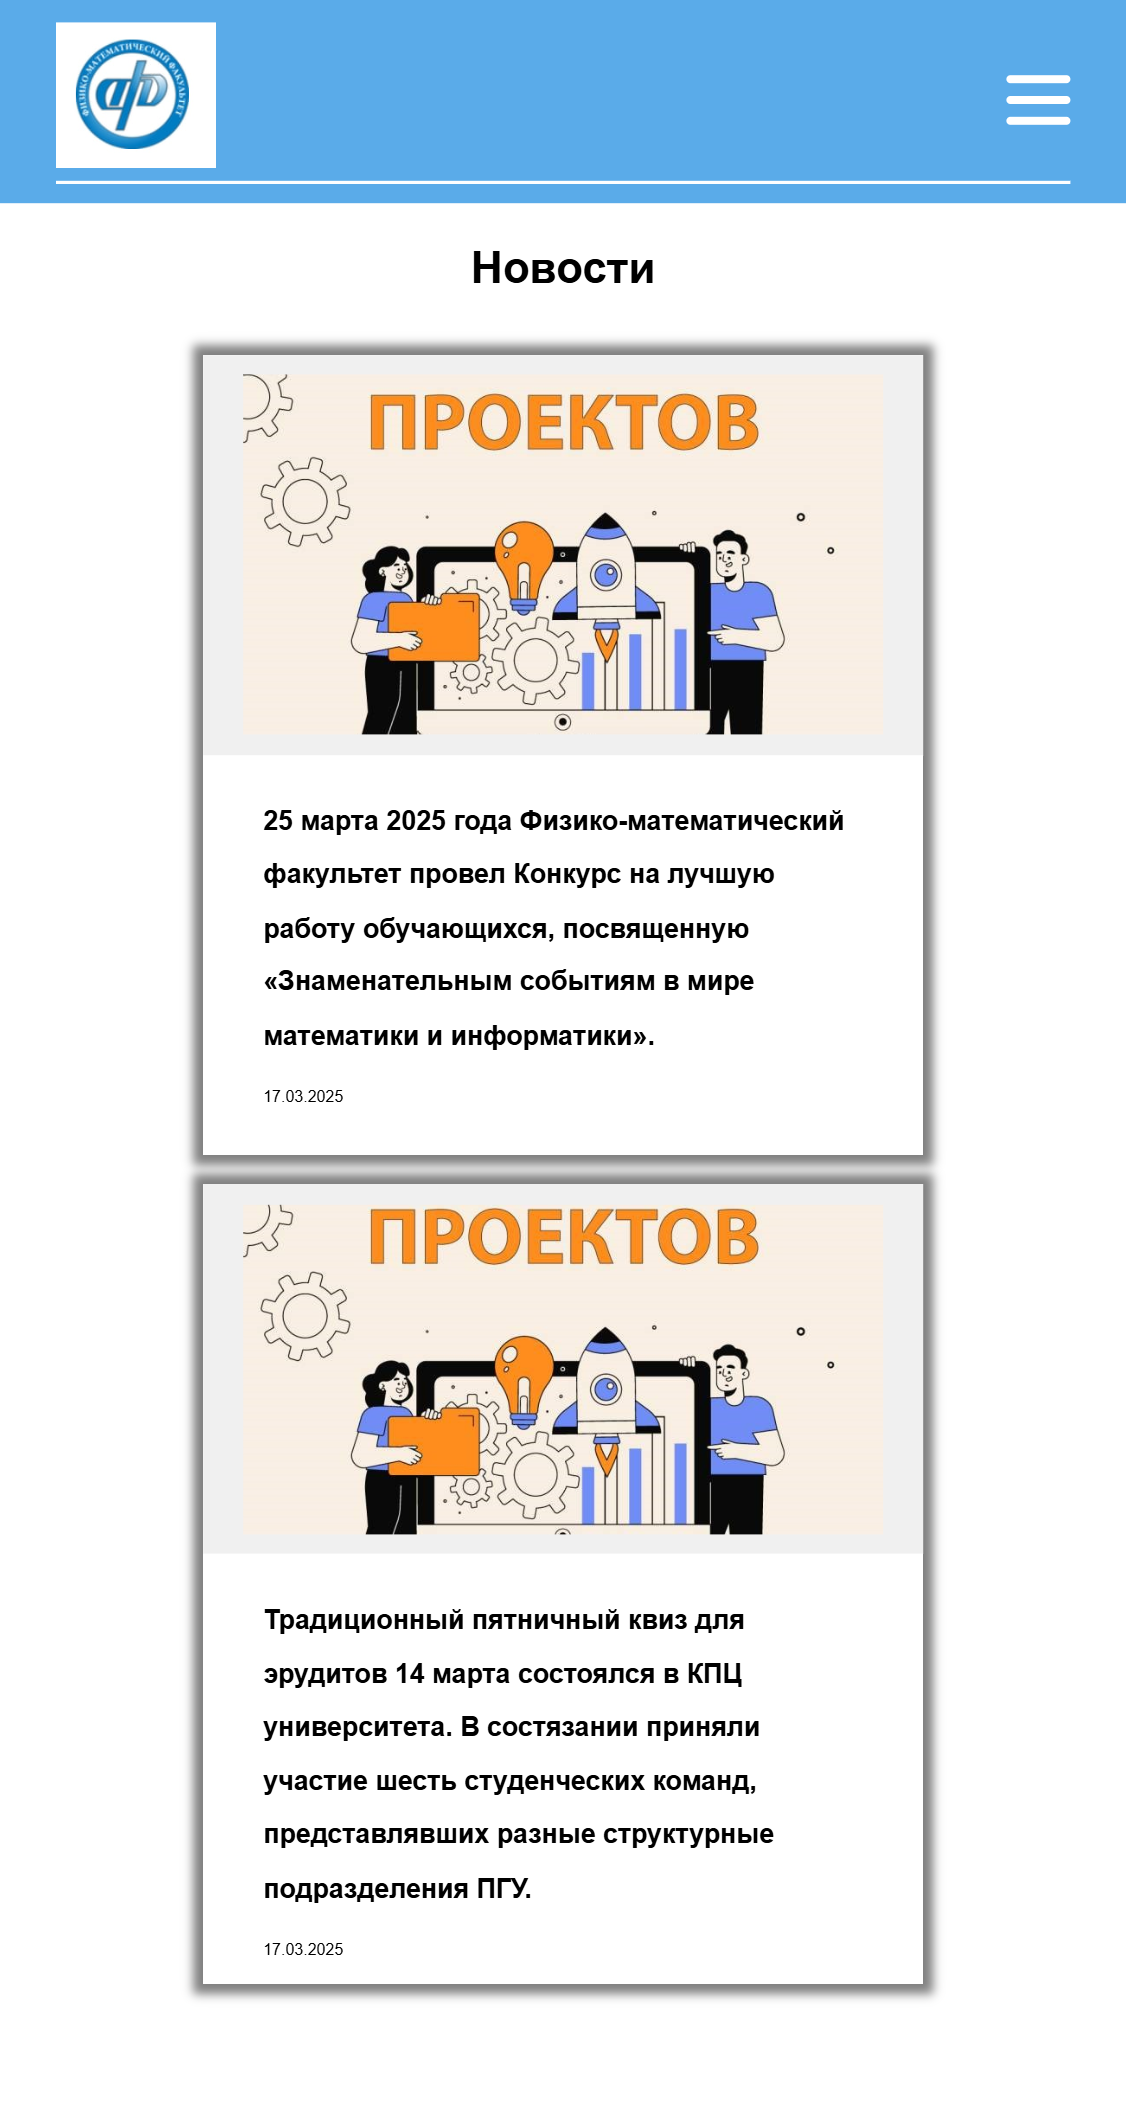 ФИЗИКО-МАТЕМАТИЧЕСКИЙ ФАКУЛЬТЕТ
Новости
ПРОЕКТОВ
25 марта 2025 года Физико-математический
факультет провел Конкурс на лучшую
работу обучающихся, посвященную
«Знаменательным событиям в мире
математики и информатики».
17.03.2025
ПРОЕКТОВ
Традиционный пятничный квиз для
эрудитов 14 марта состоялся в КПЦ
университета. В состязании приняли
участие шесть студенческих команд,
представлявших разные структурные
подразделения ПГУ.
17.03.2025